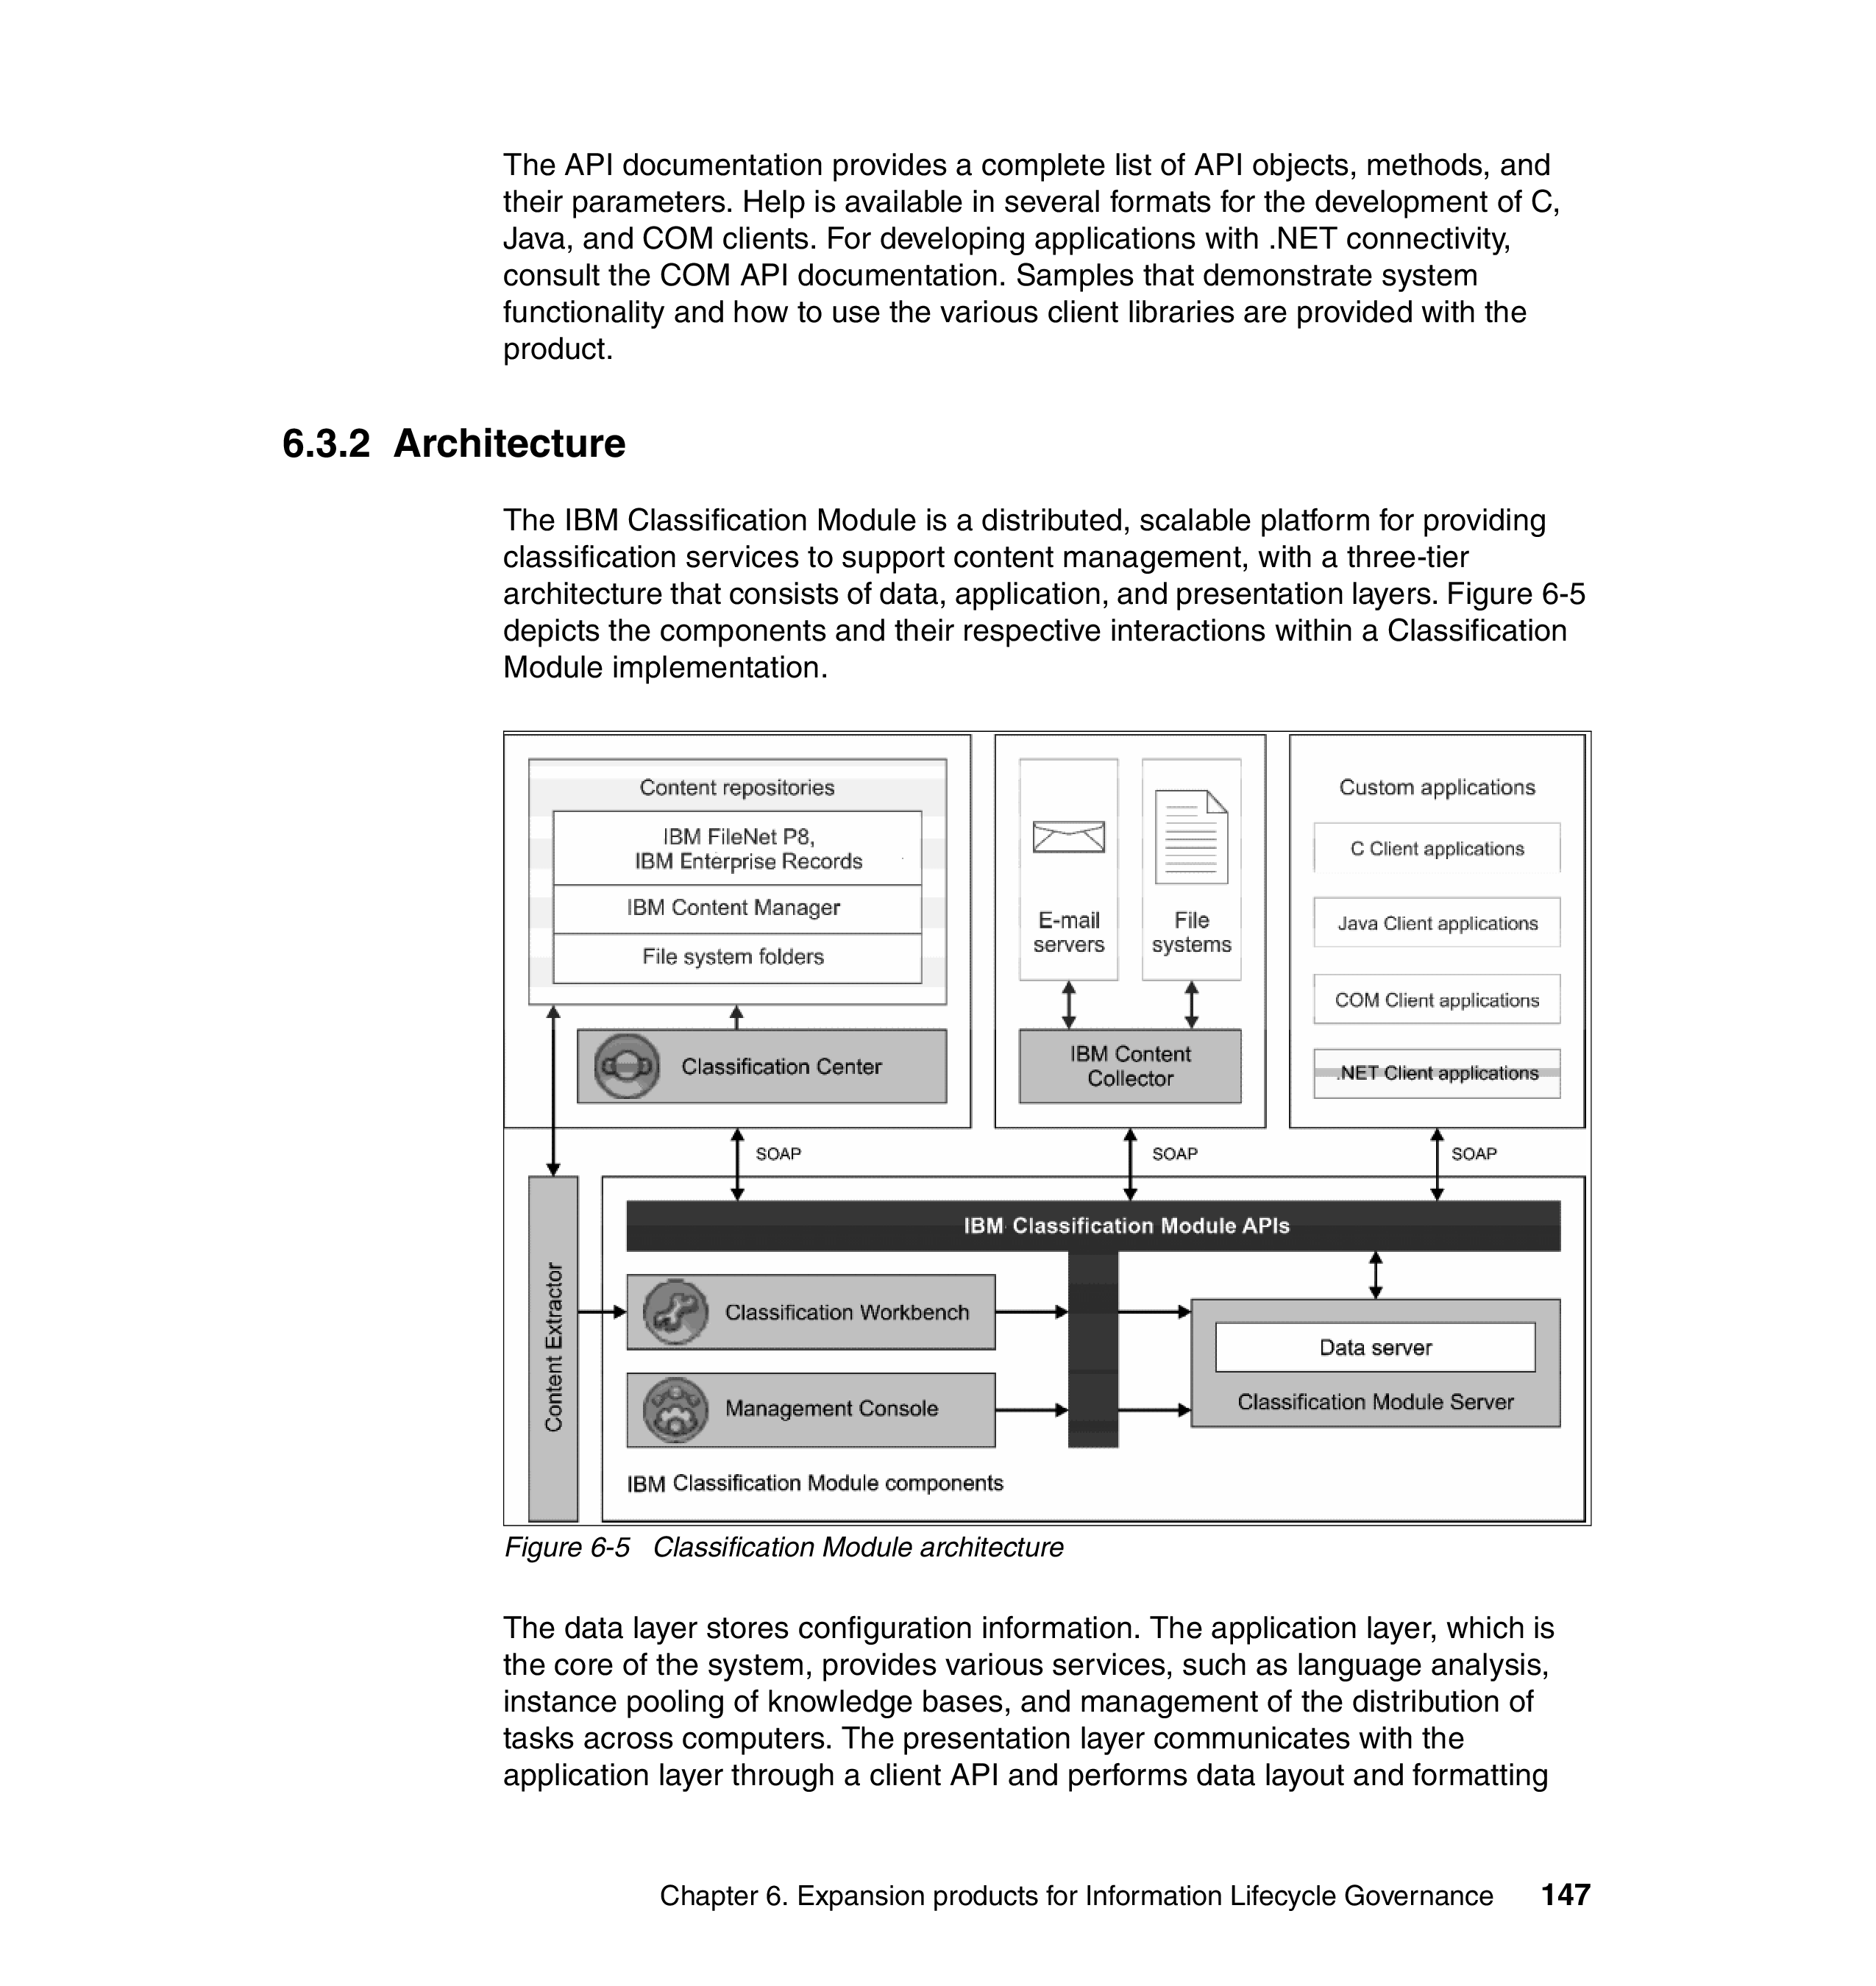 The API documentation provides a complete list of API objects, methods, and
their parameters. Help is available in several formats for the development of C,
Java, and COM clients. For developing applications with .NET connectivity,
consult the COM API documentation. Samples that demonstrate system
functionality and how to use the various client libraries are provided with the
product.
6.3.2 Architecture
The IBM Classification Module is a distributed, scalable platform for providing
classification services to support content management, with a three-tier
architecture that consists of data, application, and presentation layers. Figure 6-5
depicts the components and their respective interactions within a Classification
Module implementation.
Content repositories
IBM FileNet P8,
IBM Enterprise Records
IBM Content Manager
File system folders
Classification Center
E-mail
servers
File
systems
IBM Content
Collector
Custom applications
C Client applications
Java Client applications
COM Client applications
.NET Client applications
SOAP
SOAP
SOAP
Content Extractor
IBM Classification Module APIs
Classification Workbench
Management Console
Data server
Classification Module Server
IBM Classification Module components
Figure 6-5 Classification Module architecture
The data layer stores configuration information. The application layer, which is
the core of the system, provides various services, such as language analysis,
instance pooling of knowledge bases, and management of the distribution of
tasks across computers. The presentation layer communicates with the
application layer through a client API and performs data layout and formatting
Chapter 6. Expansion products for Information Lifecycle Governance 147